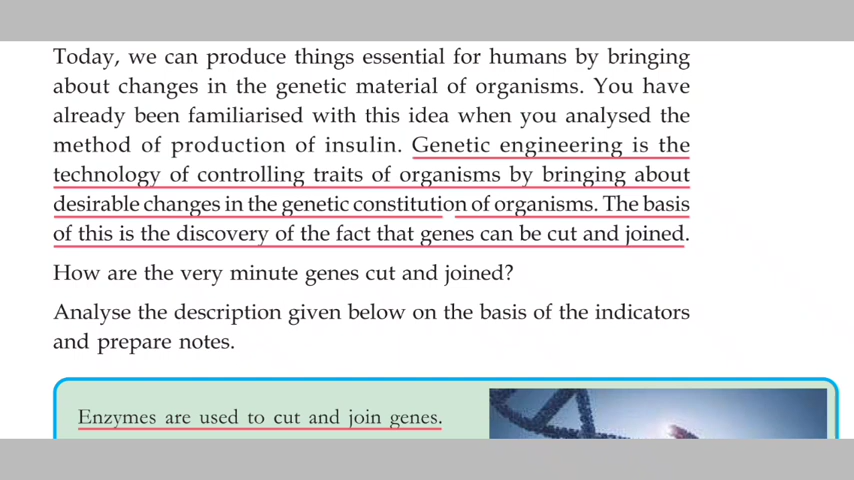 Today, we can produce things essential for humans by bringing
about changes in the genetic material of organisms. You have
already been familiarised with this idea when you analysed the
method of production of insulin. Genetic engineering is the
technology of controlling traits of organisms by bringing about
desirable changes in the genetic constitution of organisms. The basis
of this is the discovery of the fact that genes can be cut and joined.
How are the very minute genes cut and joined?
Analyse the description given below on the basis of the indicators
and prepare notes.
Enzymes are used to cut and join genes.